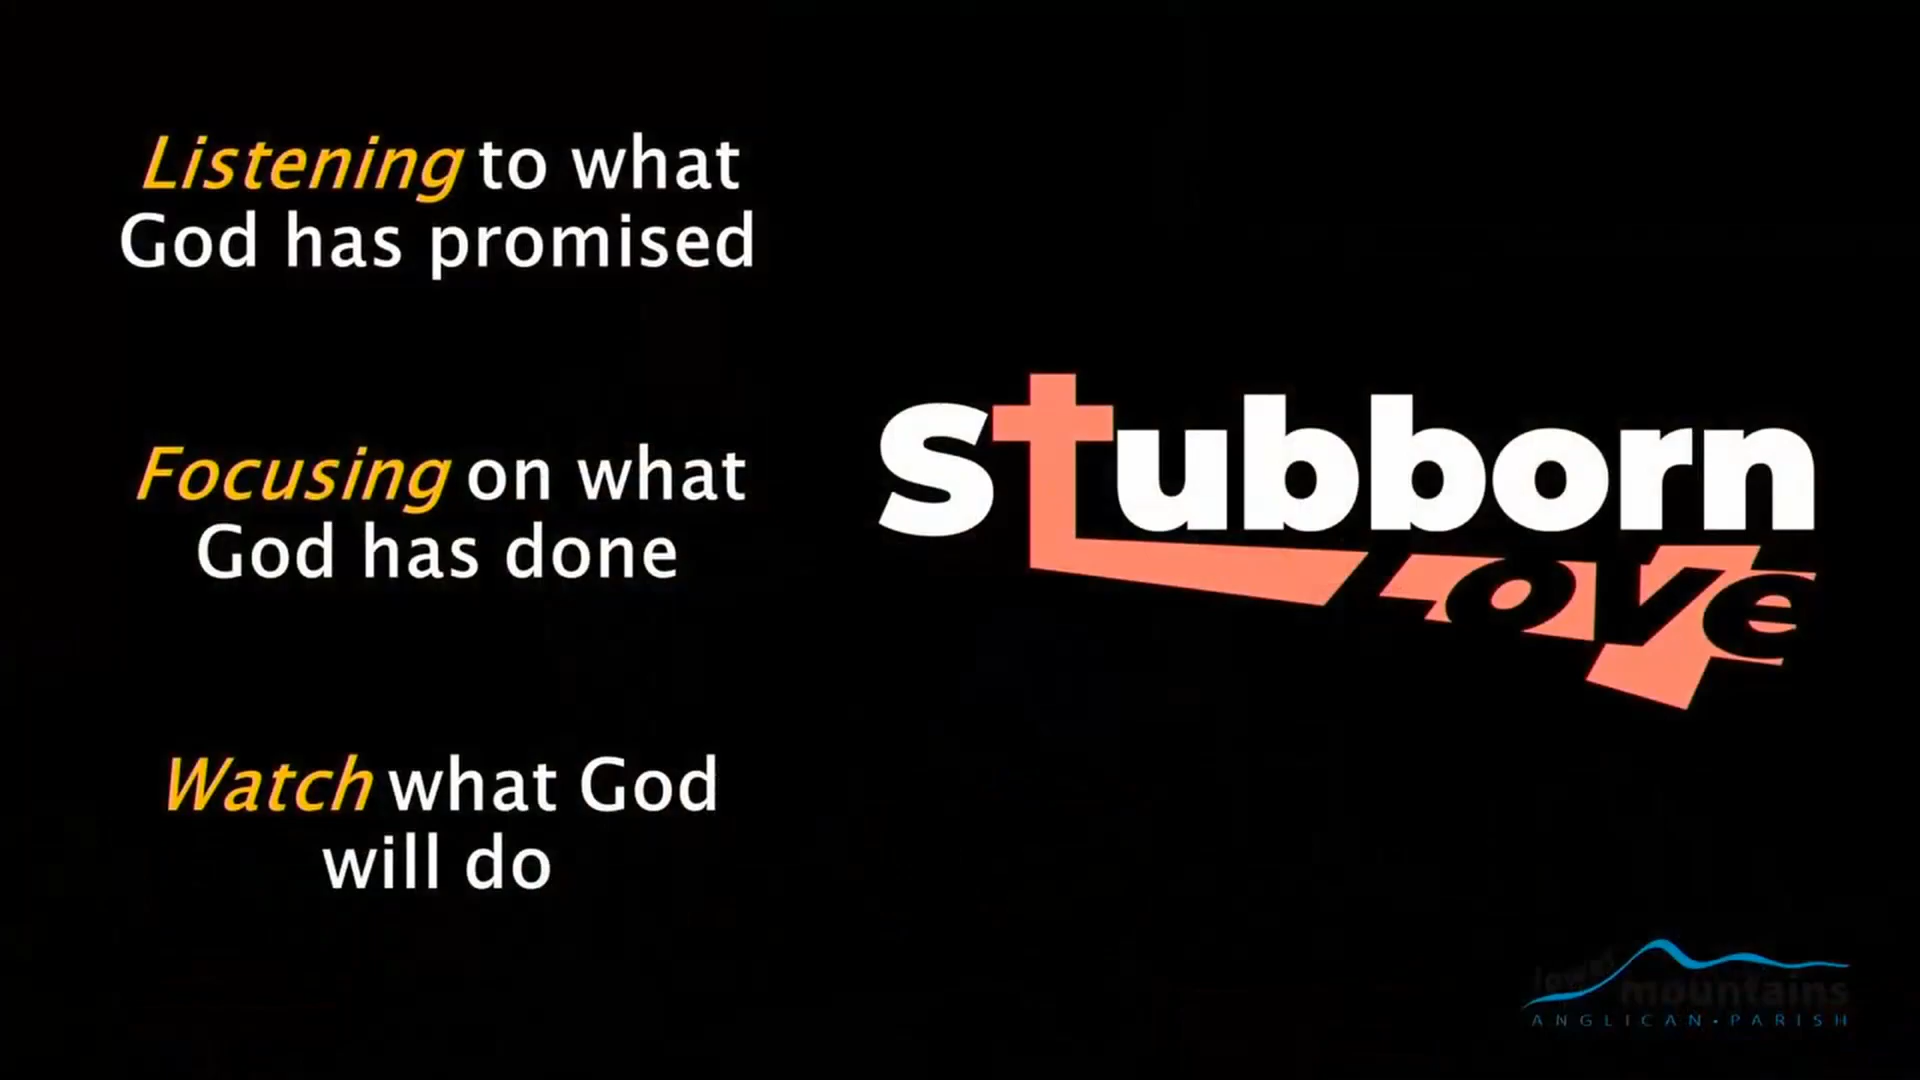 Listening to what
God has promised
Focusing on what
God has done
Watch what God
will do
Stubborn
Love
lower
mountains
ANGLICAN • PARISH